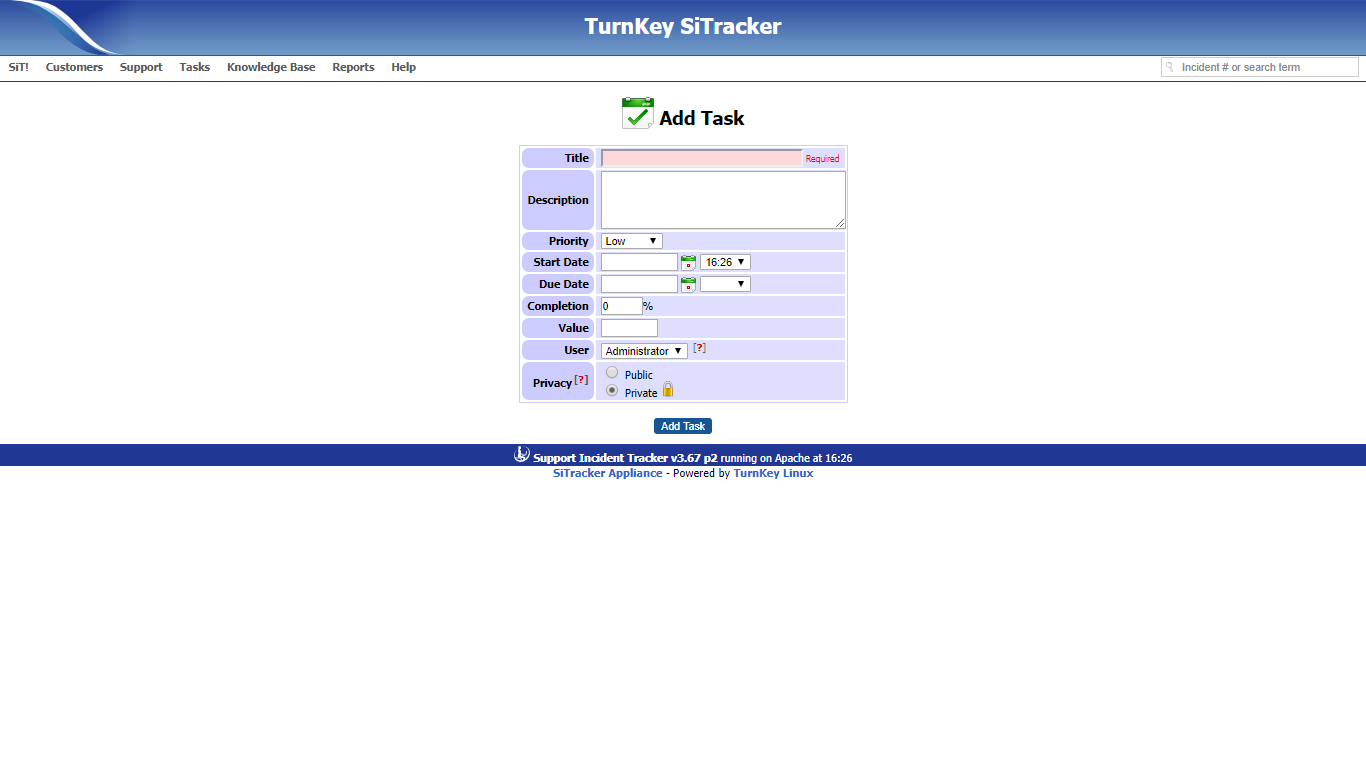 TurnKey SiTracker
SiT! Customers Support Tasks Knowledge Base Reports Help Incident # or search term
Add Task
Title Required
Description
Priority Low
Start Date 16:26
Due Date
Completion 0 %
Value
User Administrator [?]
Privacy [?] Public
Private
Add Task
Support Incident Tracker v3.67 p2 running on Apache at 16:26
SiTracker Appliance - Powered by TurnKey Linux